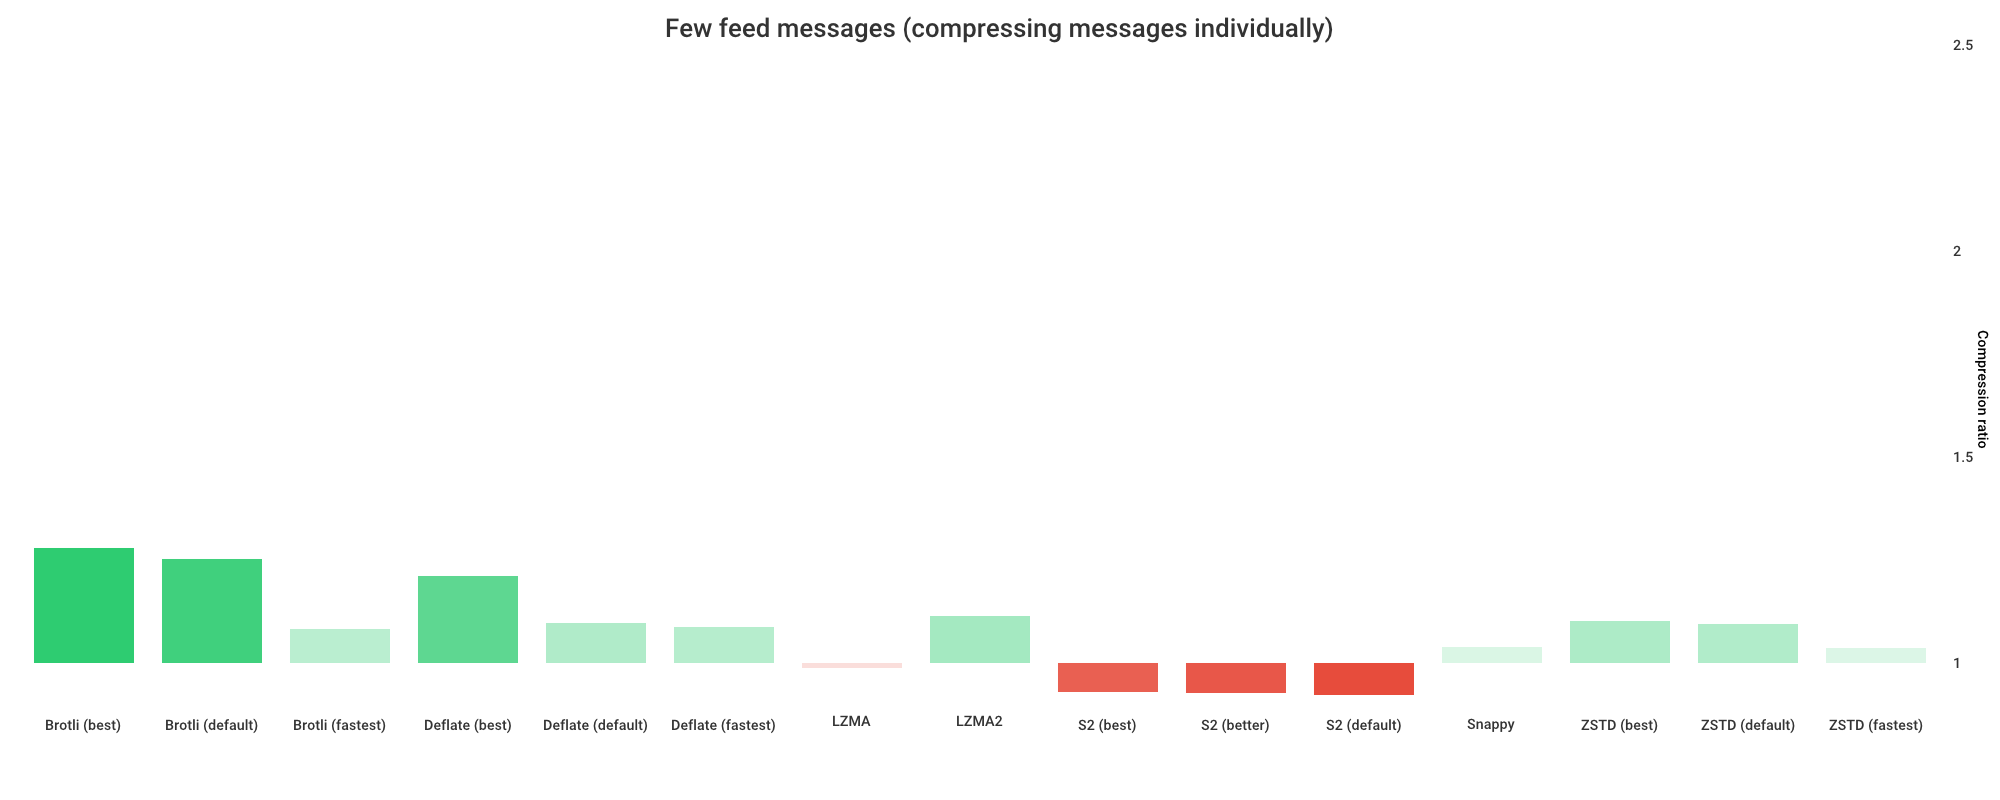 Few feed messages (compressing messages individually)
2.5
2
1.5
1
Compression ratio
Brotli (best)
Brotli (default)
Brotli (fastest)
Deflate (best)
Deflate (default)
Deflate (fastest)
LZMA
LZMA2
S2 (best)
S2 (better)
S2 (default)
Snappy
ZSTD (best)
ZSTD (default)
ZSTD (fastest)